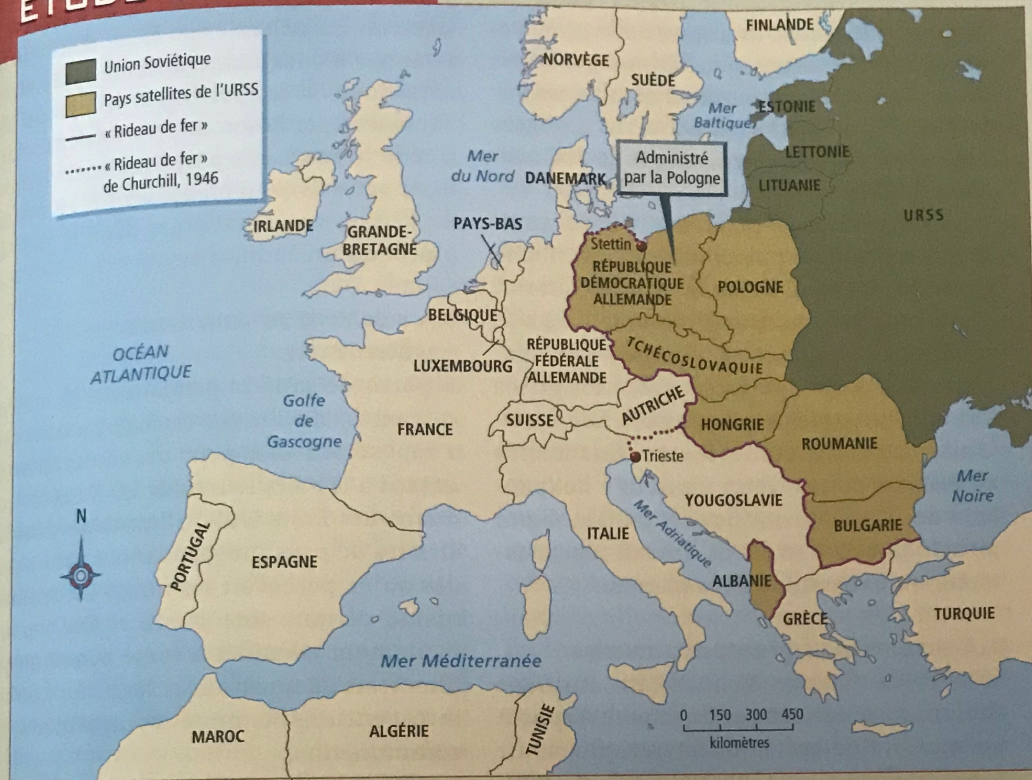 Union Soviétique
Pays satellites de l'URSS
« Rideau de fer »
« Rideau de fer »
de Churchill, 1946
FINLANDE
NORVÈGE
SUÈDE
Mer
Baltique
ESTONIE
LETTONIE
LITUANIE
URSS
Administré
par la Pologne
Mer
du Nord
DANEMARK
IRLANDE
GRANDE-
BRETAGNE
PAYS-BAS
Stettin
RÉPUBLIQUE
DÉMOCRATIQUE
ALLEMANDE
POLOGNE
BELGIQUE
LUXEMBOURG
RÉPUBLIQUE
FÉDÉRALE
ALLEMANDE
TCHÉCOSLOVAQUIE
OCÉAN
ATLANTIQUE
Golfe
de
Gascogne
FRANCE
SUISSE
AUTRICHE
HONGRIE
ROUMANIE
Trieste
YOUGOSLAVIE
Mer
Noire
BULGARIE
Mer Adriatique
ITALIE
ALBANIE
GRÈCE
TURQUIE
N
PORTUGAL
ESPAGNE
Mer Méditerranée
MAROC
ALGÉRIE
TUNISIE
0 150 300 450
kilomètres